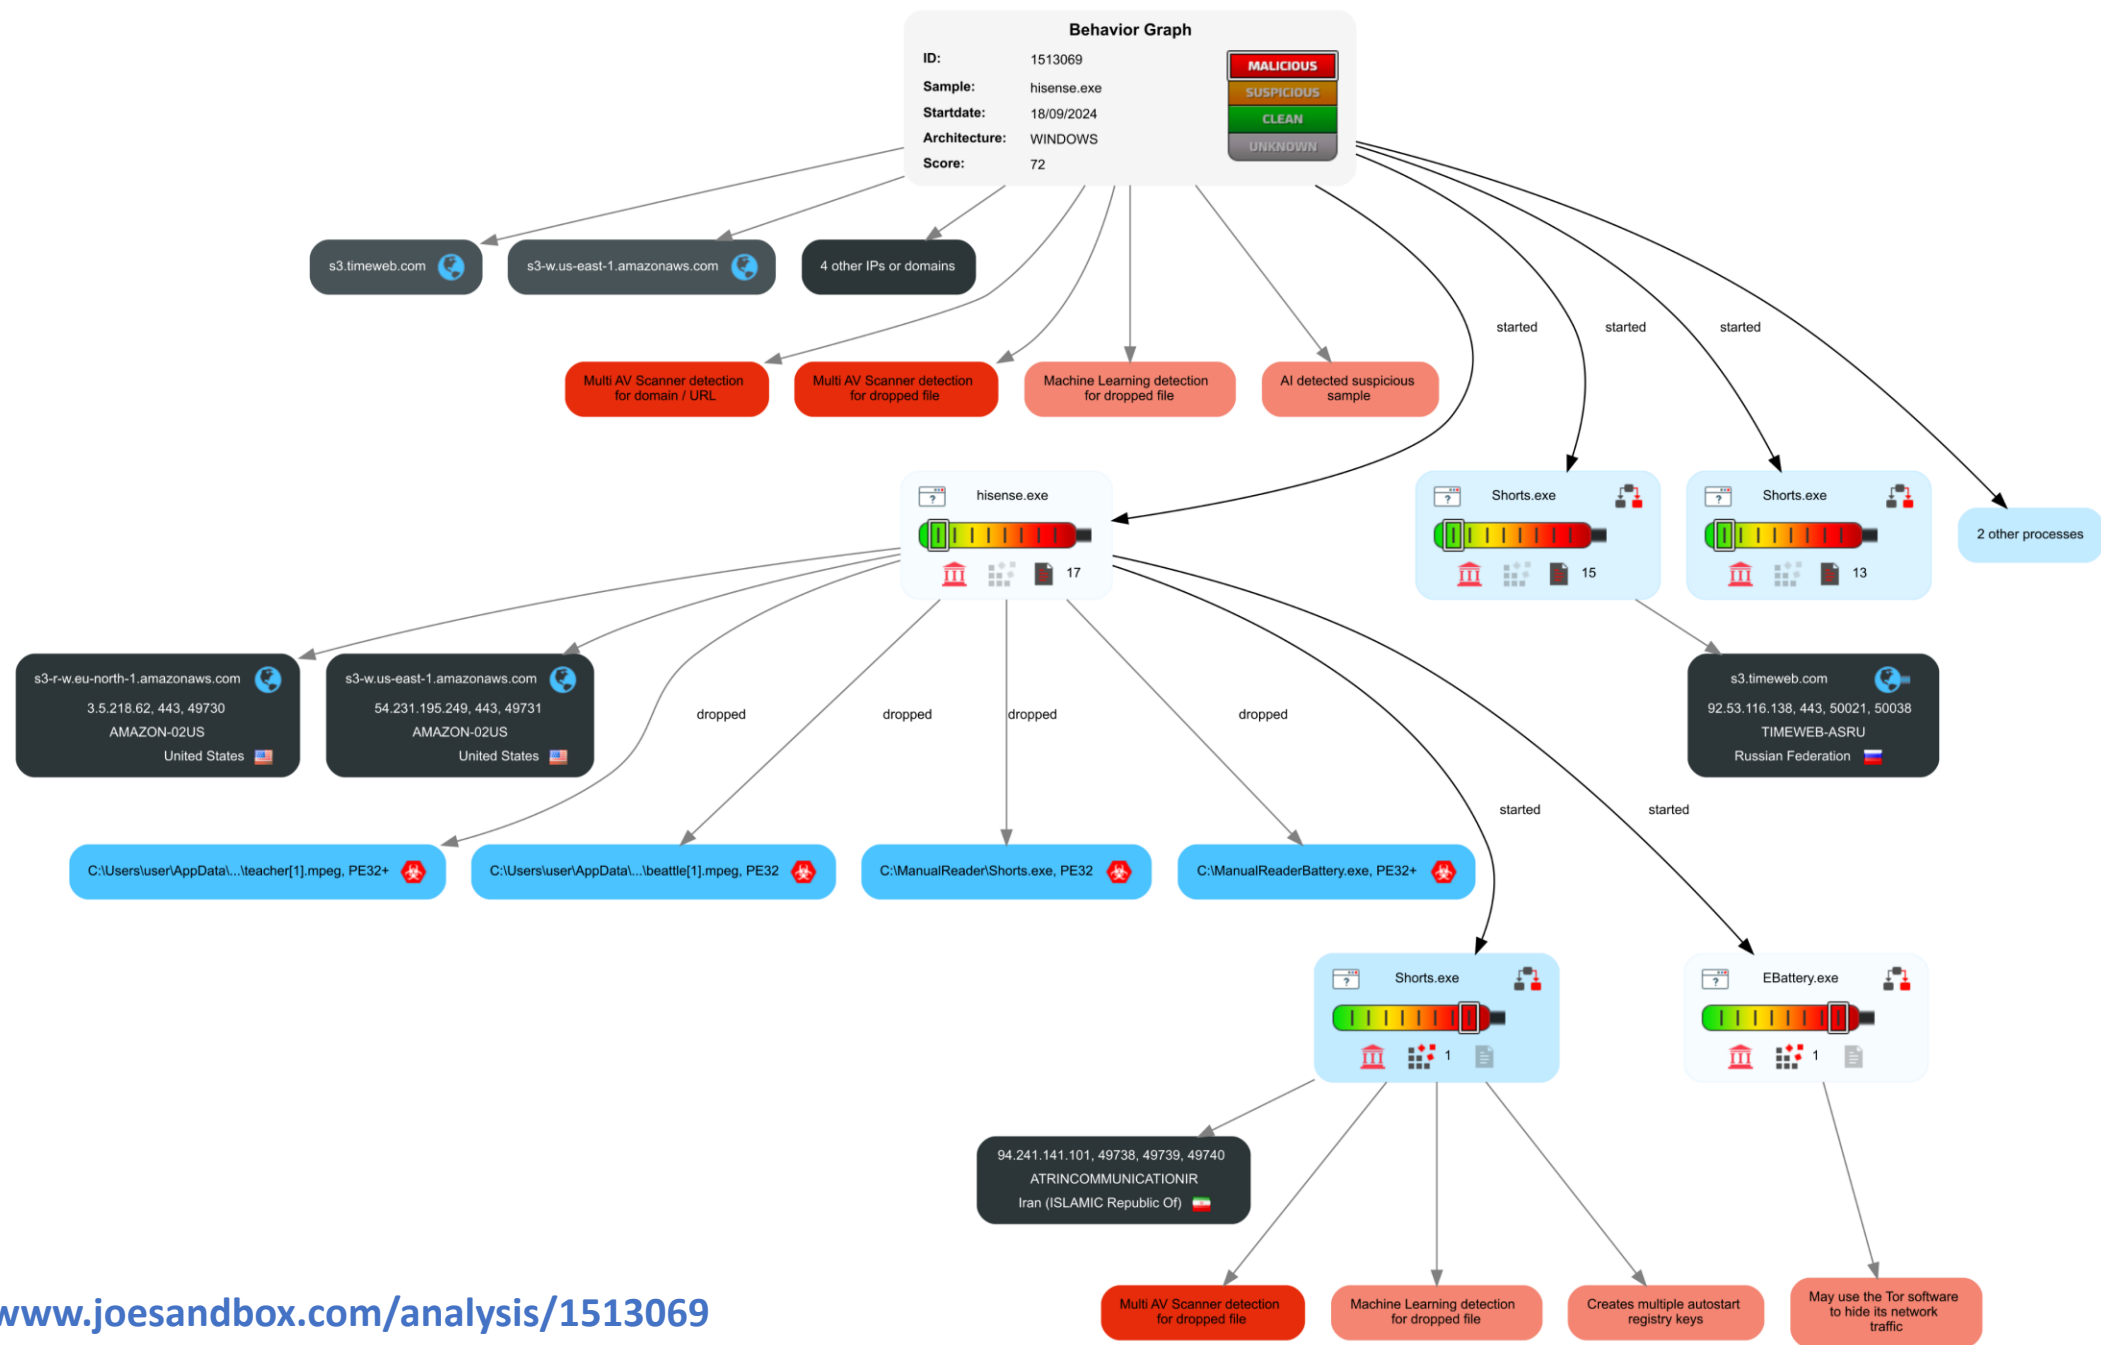 Behavior Graph
ID: 1513069
Sample: hisense.exe
Startdate: 18/09/2024
Architecture: WINDOWS
Score: 72
MALICIOUS
SUSPICIOUS
CLEAN
UNKNOWN
s3.timeweb.com
s3-w.us-east-1.amazonaws.com
4 other IPs or domains
started
started
started
Multi AV Scanner detection
for domain / URL
Multi AV Scanner detection
for dropped file
Machine Learning detection
for dropped file
AI detected suspicious
sample
hisense.exe
?
17
Shorts.exe
?
15
Shorts.exe
?
13
2 other processes
s3-r-w.eu-north-1.amazonaws.com
3.5.218.62, 443, 49730
AMAZON-02US
United States
s3-w.us-east-1.amazonaws.com
54.231.195.249, 443, 49731
AMAZON-02US
United States
dropped
dropped
dropped
dropped
s3.timeweb.com
92.53.116.138, 443, 50021, 50038
TIMEWEB-ASRU
Russian Federation
started
started
C:\Users\user\AppData\...\teacher[1].mpeg, PE32+
C:\Users\user\AppData\...\beattle[1].mpeg, PE32
C:\ManualReader\Shorts.exe, PE32
C:\ManualReaderBattery.exe, PE32+
Shorts.exe
?
1
EBattery.exe
?
1
94.241.141.101, 49738, 49739, 49740
ATRINCOMMUNICATIONIR
Iran (ISLAMIC Republic Of)
Multi AV Scanner detection
for dropped file
Machine Learning detection
for dropped file
Creates multiple autostart
registry keys
May use the Tor software
to hide its network
traffic
www.joesandbox.com/analysis/1513069